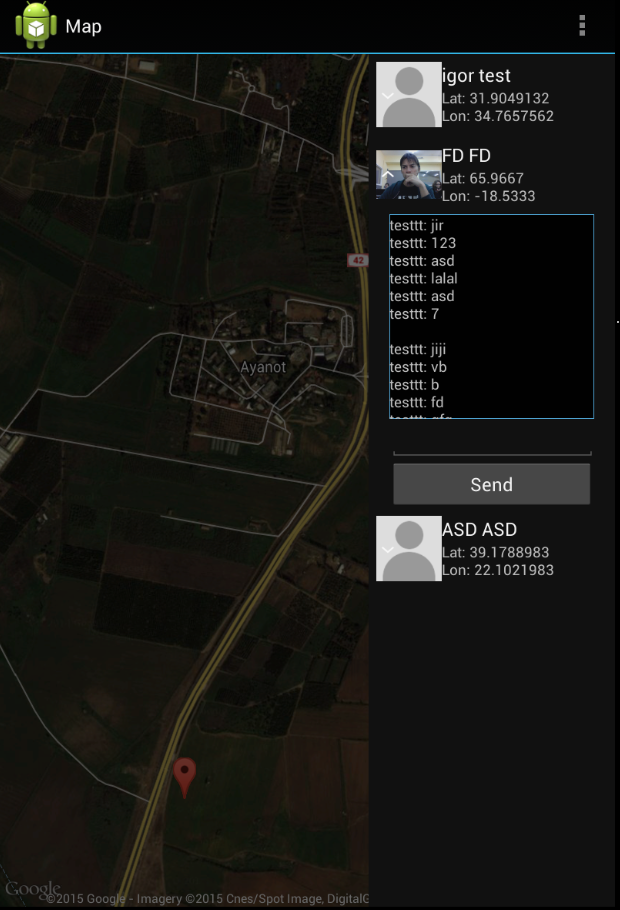 Map
igor test
Lat: 31.9049132
Lon: 34.7657562
FD FD
Lat: 65.9667
Lon: -18.5333
testtt: jir
testtt: 123
testtt: asd
testtt: lalal
testtt: asd
testtt: 7
testtt: jiji
testtt: vb
testtt: b
testtt: fd
Send
ASD ASD
Lat: 39.1788983
Lon: 22.1021983
42
Ayanot
Google
©2015 Google - Imagery ©2015 Cnes/Spot Image, DigitalG